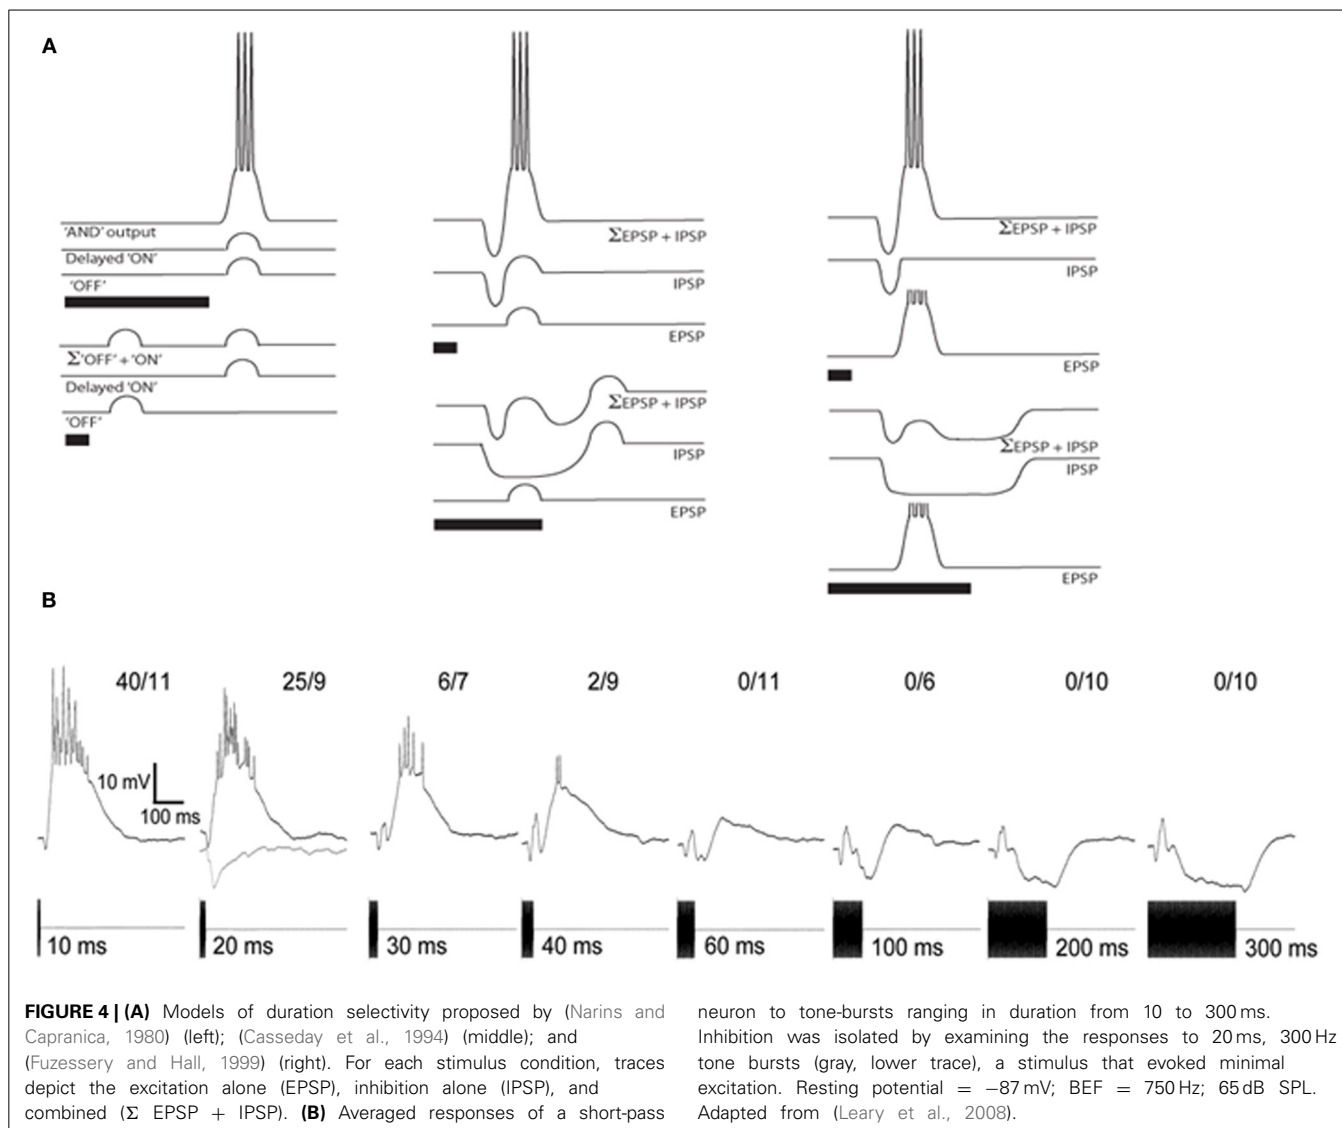 A
'AND' output
Delayed 'ON'
'OFF'
Σ'OFF' + 'ON'
Delayed 'ON'
'OFF'
ΣEPSP + IPSP
IPSP
EPSP
ΣEPSP + IPSP
IPSP
EPSP
ΣEPSP + IPSP
IPSP
EPSP
ΣEPSP + IPSP
IPSP
EPSP
B
40/11 25/9 6/7 2/9 0/11 0/6 0/10 0/10
10 mV
100 ms
10 ms 20 ms 30 ms 40 ms 60 ms 100 ms 200 ms 300 ms
FIGURE 4 | (A) Models of duration selectivity proposed by (Narins and
Capranica, 1980) (left); (Casseday et al., 1994) (middle); and
(Fuzessery and Hall, 1999) (right). For each stimulus condition, traces
depict the excitation alone (EPSP), inhibition alone (IPSP), and
combined (Σ EPSP + IPSP). (B) Averaged responses of a short-pass
neuron to tone-bursts ranging in duration from 10 to 300 ms.
Inhibition was isolated by examining the responses to 20 ms, 300 Hz
tone bursts (gray, lower trace), a stimulus that evoked minimal
excitation. Resting potential = −87 mV; BEF = 750 Hz; 65 dB SPL.
Adapted from (Leary et al., 2008).